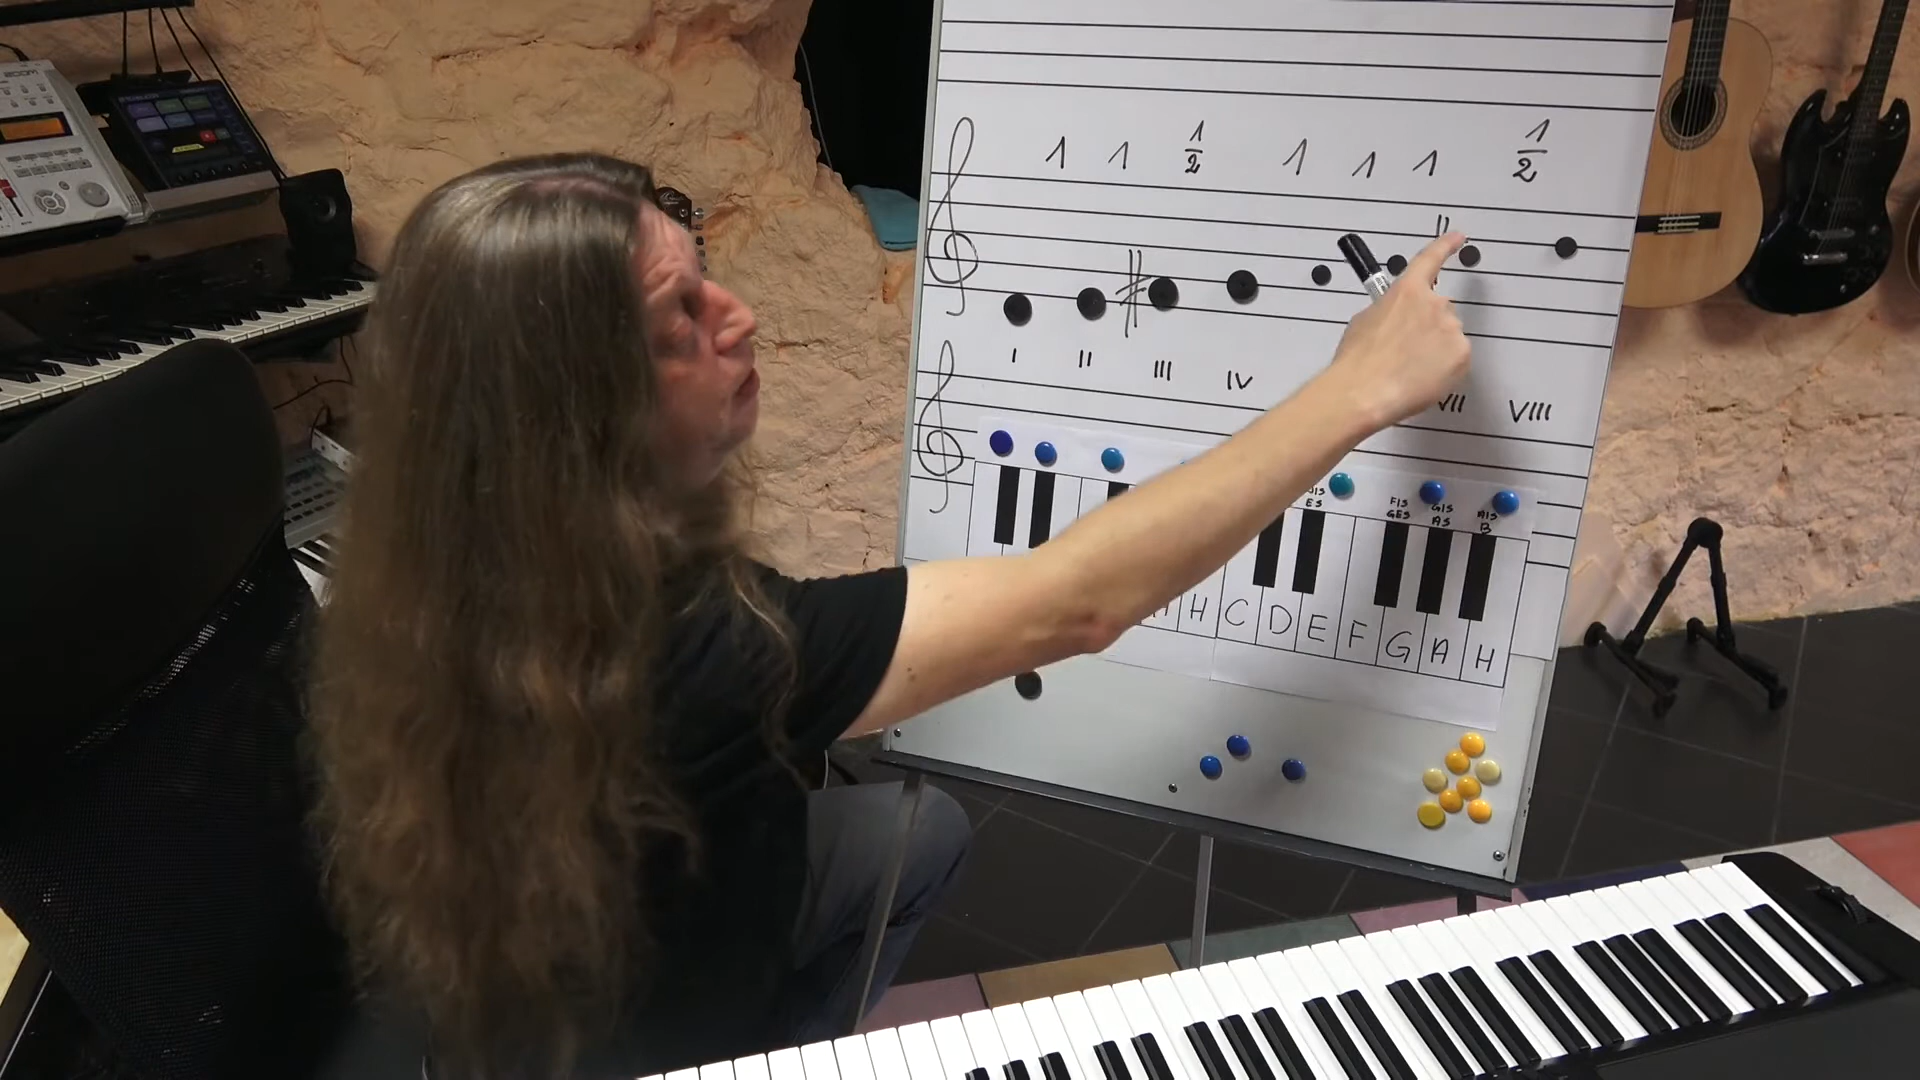 ZOOM
1 1 1/2 1 1 1 1/2
♯
I II III IV VII VIII
ES FIS GIS AIS
GES AS B
H C D E F G A H